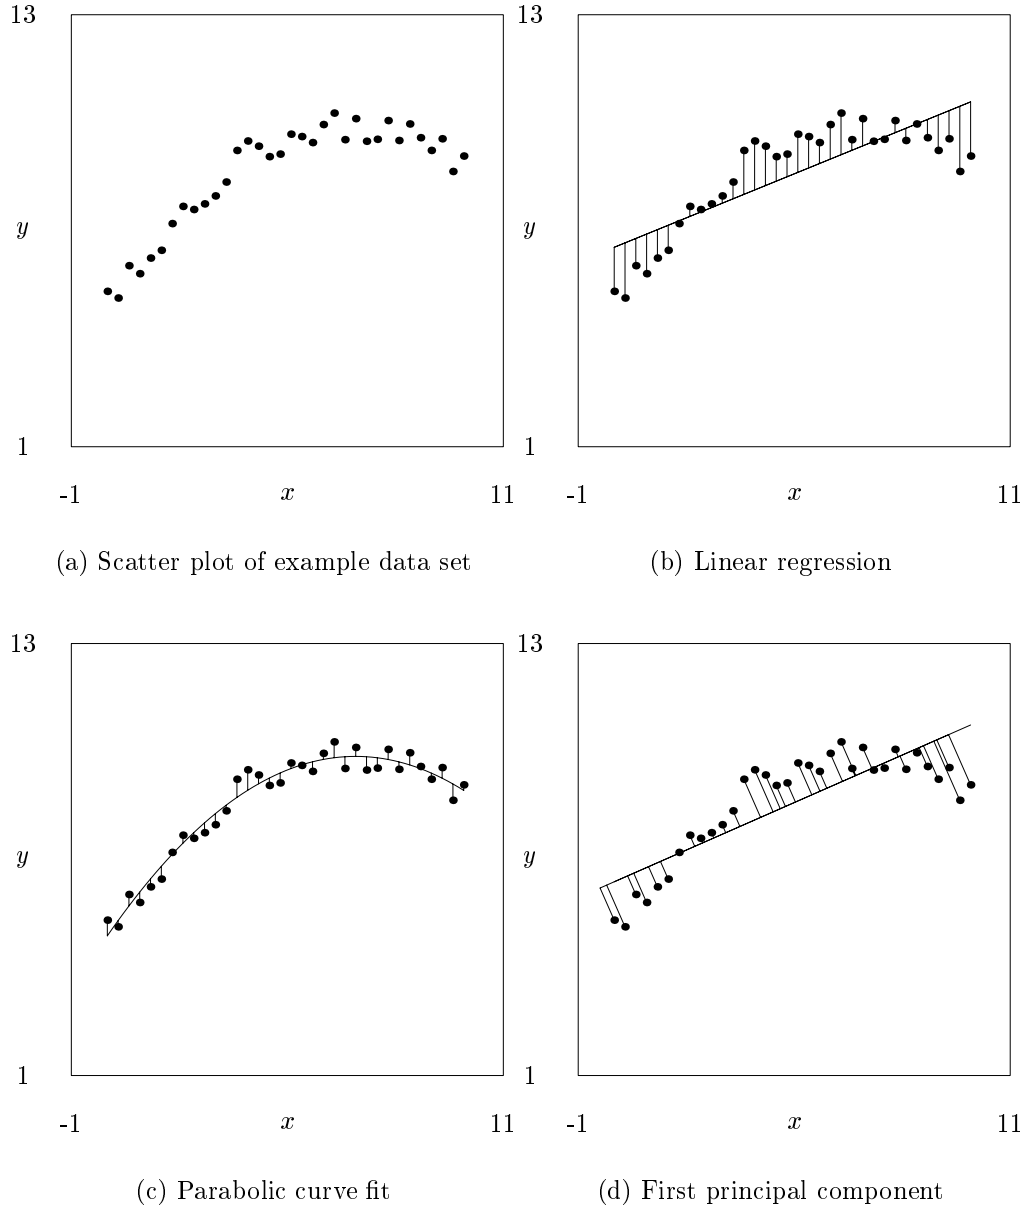 13
y
1
-1
x
11
(a) Scatter plot of example data set
13
y
1
-1
x
11
(b) Linear regression
13
y
1
-1
x
11
(c) Parabolic curve fit
13
y
1
-1
x
11
(d) First principal component